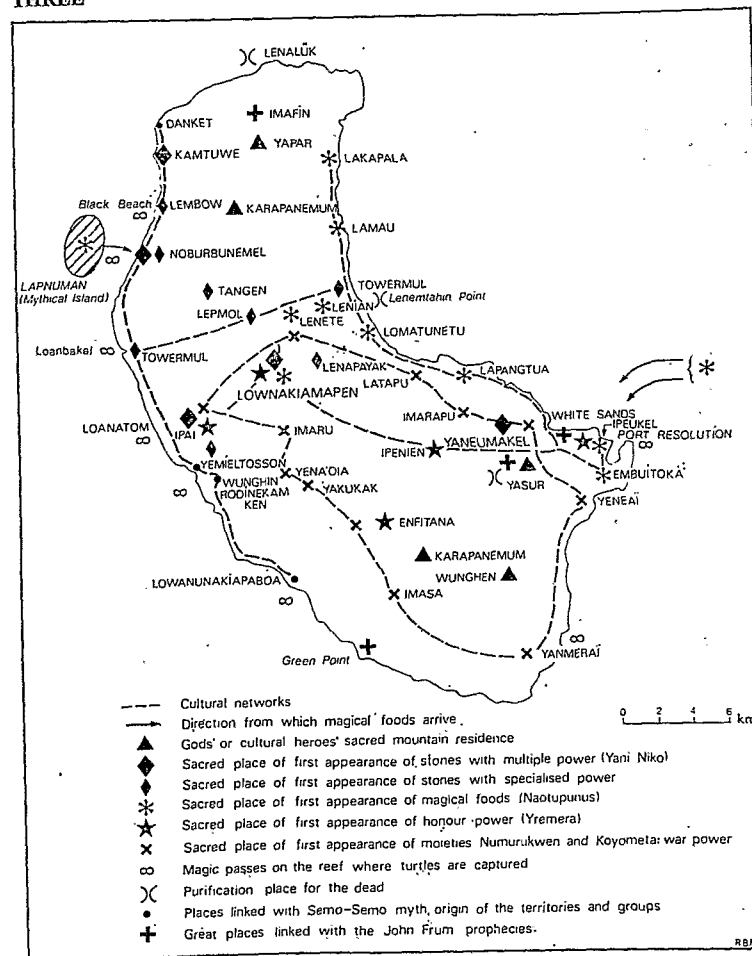 THREE
LENALÜK
IMAFIN
DANKET
YAPAR
KAMTUWE
LAKAPALA
Black Beach
LEMBOW
KARAPANEMUM
LAMAU
NOBURBUNEMEL
LAPNUMAN
(Mythical Island)
TANGEN
TOWERMUL
Lenemtahin Point
LENIAN
LEPMOL
LENETE
LOMATUNETU
Loanbakel
TOWERMUL
LENAPAYAK
LAPANGTUA
LATAPU
LOWNAKIAMAPEN
WHITE SANDS
IMARAPU
IPEUKEL
LOANATOM
PORT RESOLUTION
IPAI
IMARU
YANEUMAKEL
IPENIEN
YEMIELTOSSON
EMBUITOKA
YENAOIA
YASUR
WUNGHIN
YAKUKAK
YENEAÏ
RODINEKAM
KEN
ENFITANA
KARAPANEMUM
WUNGHEN
LOWANUNAKIAPABOA
IMASA
YANMERAÏ
Green Point
Cultural networks
0 2 4 6 km
Direction from which magical foods arrive.
Gods' or cultural heroes' sacred mountain residence
Sacred place of first appearance of stones with multiple power (Yani Niko)
Sacred place of first appearance of stones with specialised power
Sacred place of first appearance of magical foods (Naotupunus)
Sacred place of first appearance of honour power (Yremera)
Sacred place of first appearance of moieties Numurukwen and Koyometa: war power
Magic passes on the reef where turtles are captured
Purification place for the dead
Places linked with Semo-Semo myth, origin of the territories and groups
Great places linked with the John Frum prophecies.